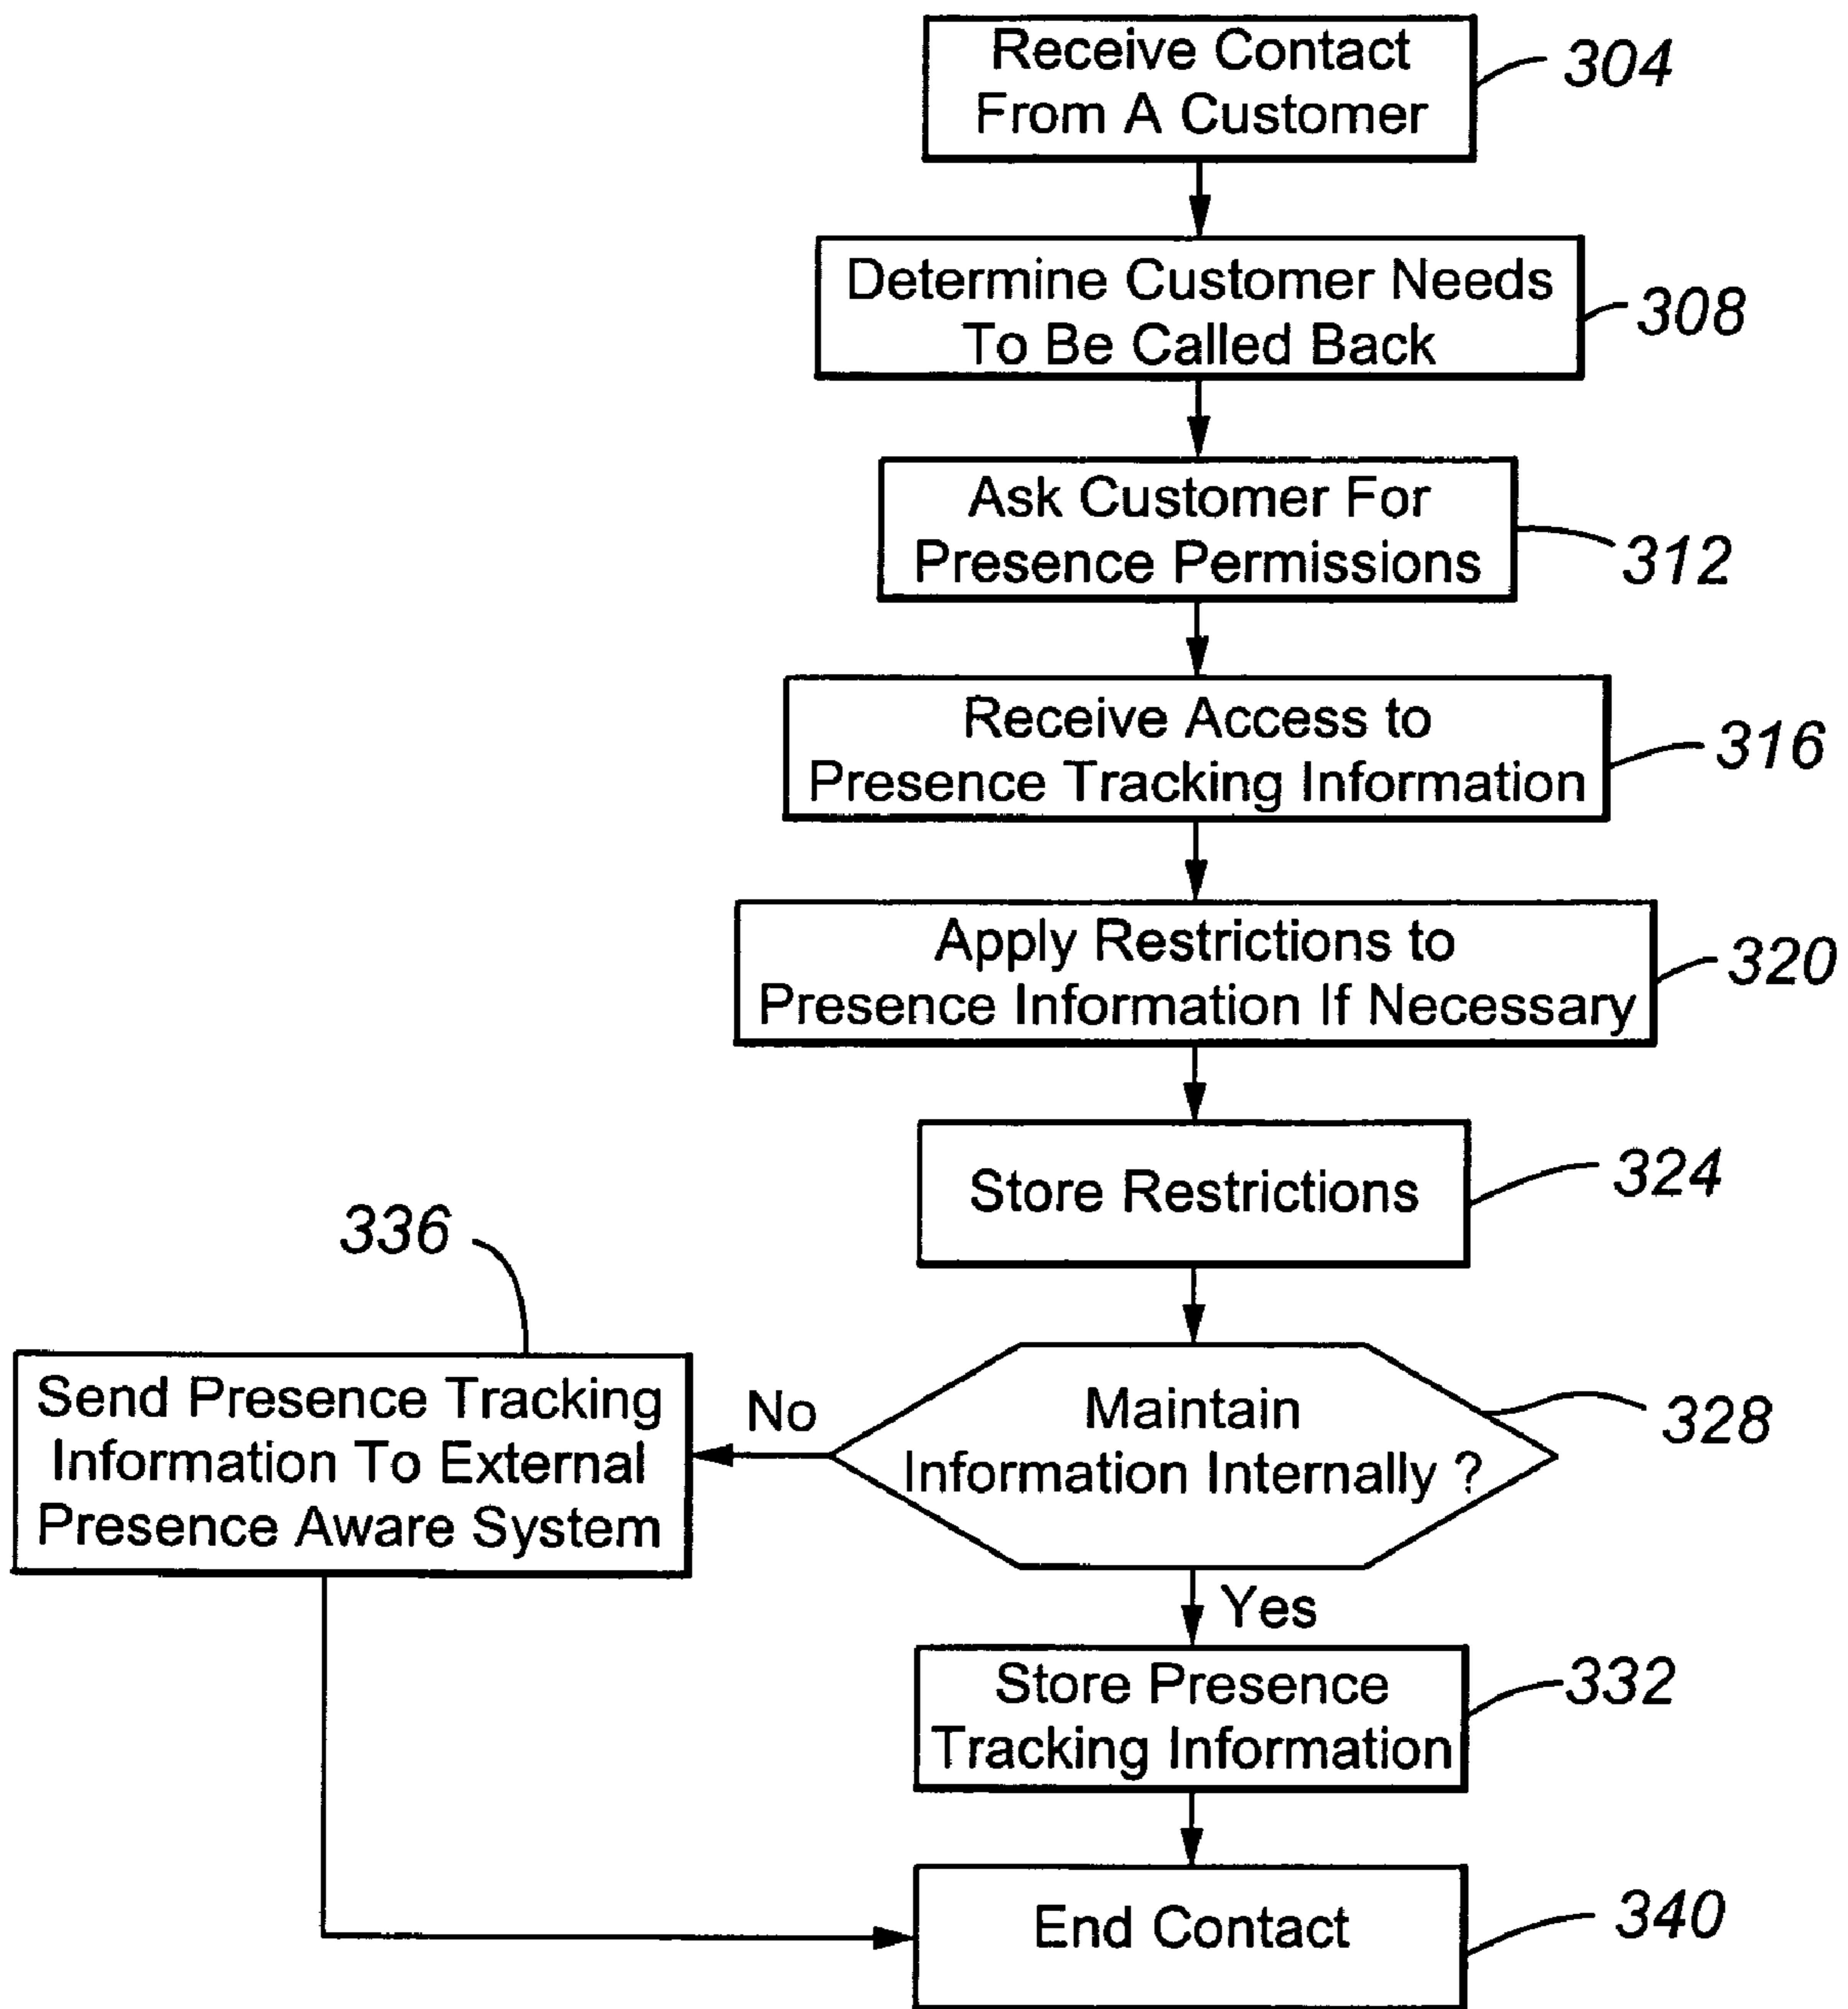 Receive Contact
From A Customer
304
Determine Customer Needs
To Be Called Back
308
Ask Customer For
Presence Permissions
312
Receive Access to
Presence Tracking Information
316
Apply Restrictions to
Presence Information If Necessary
320
Store Restrictions
324
336
Send Presence Tracking
Information To External
Presence Aware System
No
Maintain
Information Internally ?
328
Yes
Store Presence
Tracking Information
332
End Contact
340